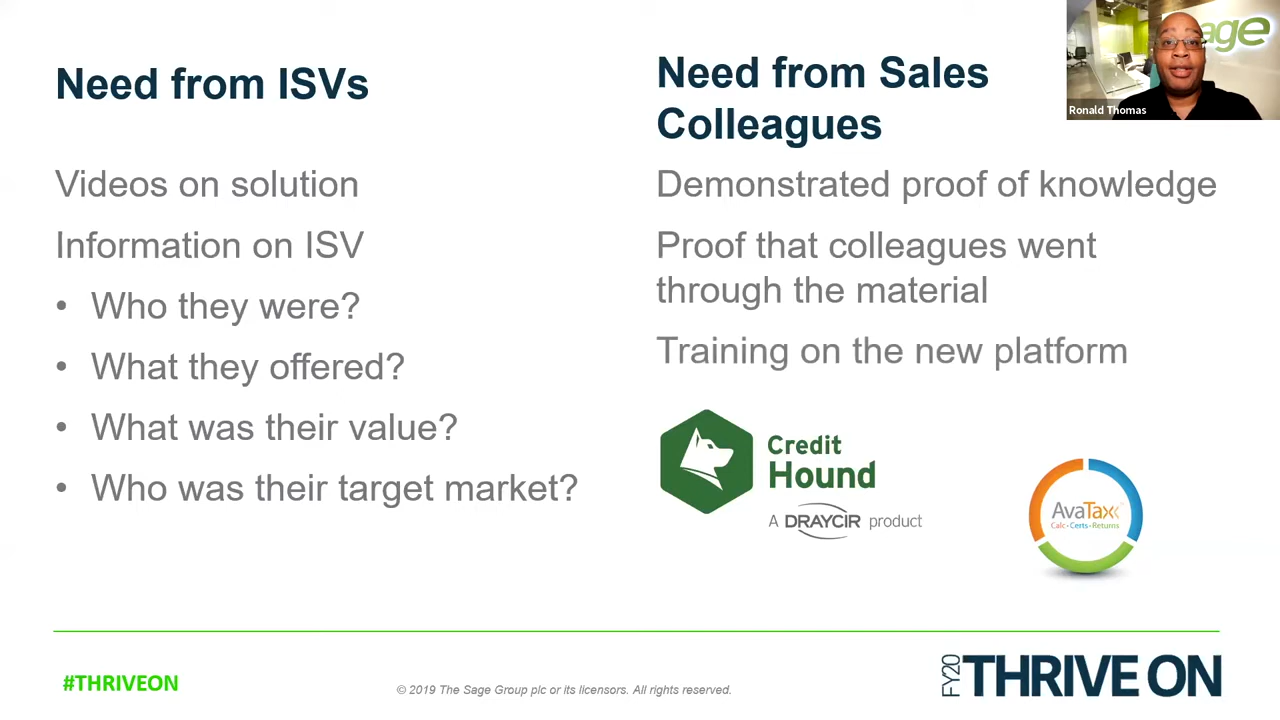 Need from ISVs
Videos on solution
Information on ISV
• Who they were?
• What they offered?
• What was their value?
• Who was their target market?
Need from Sales
Colleagues
Demonstrated proof of knowledge
Proof that colleagues went
through the material
Training on the new platform
Credit
Hound
A DRAYCIR product
AvaTax
Calc • Certs • Returns
age
Ronald Thomas
#THRIVEON
© 2019 The Sage Group plc or its licensors. All rights reserved.
FY20 THRIVE ON